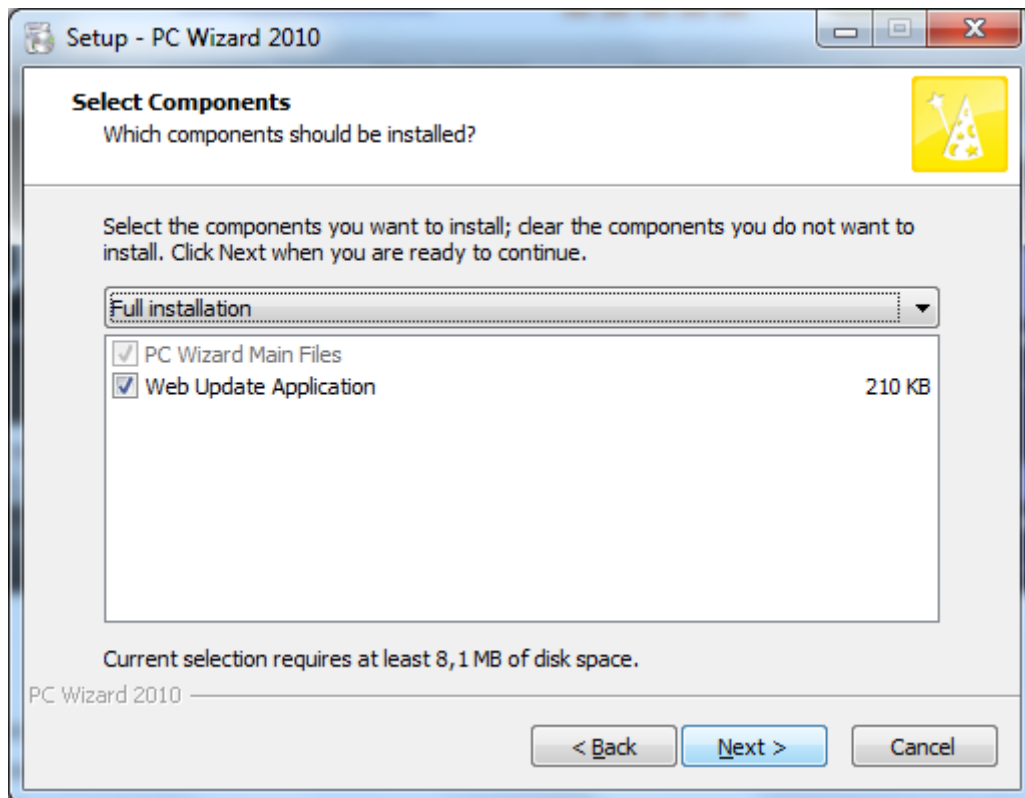 Setup - PC Wizard 2010
Select Components
Which components should be installed?
Select the components you want to install; clear the components you do not want to
install. Click Next when you are ready to continue.
Full installation
PC Wizard Main Files
Web Update Application 210 KB
Current selection requires at least 8,1 MB of disk space.
PC Wizard 2010
< Back Next > Cancel